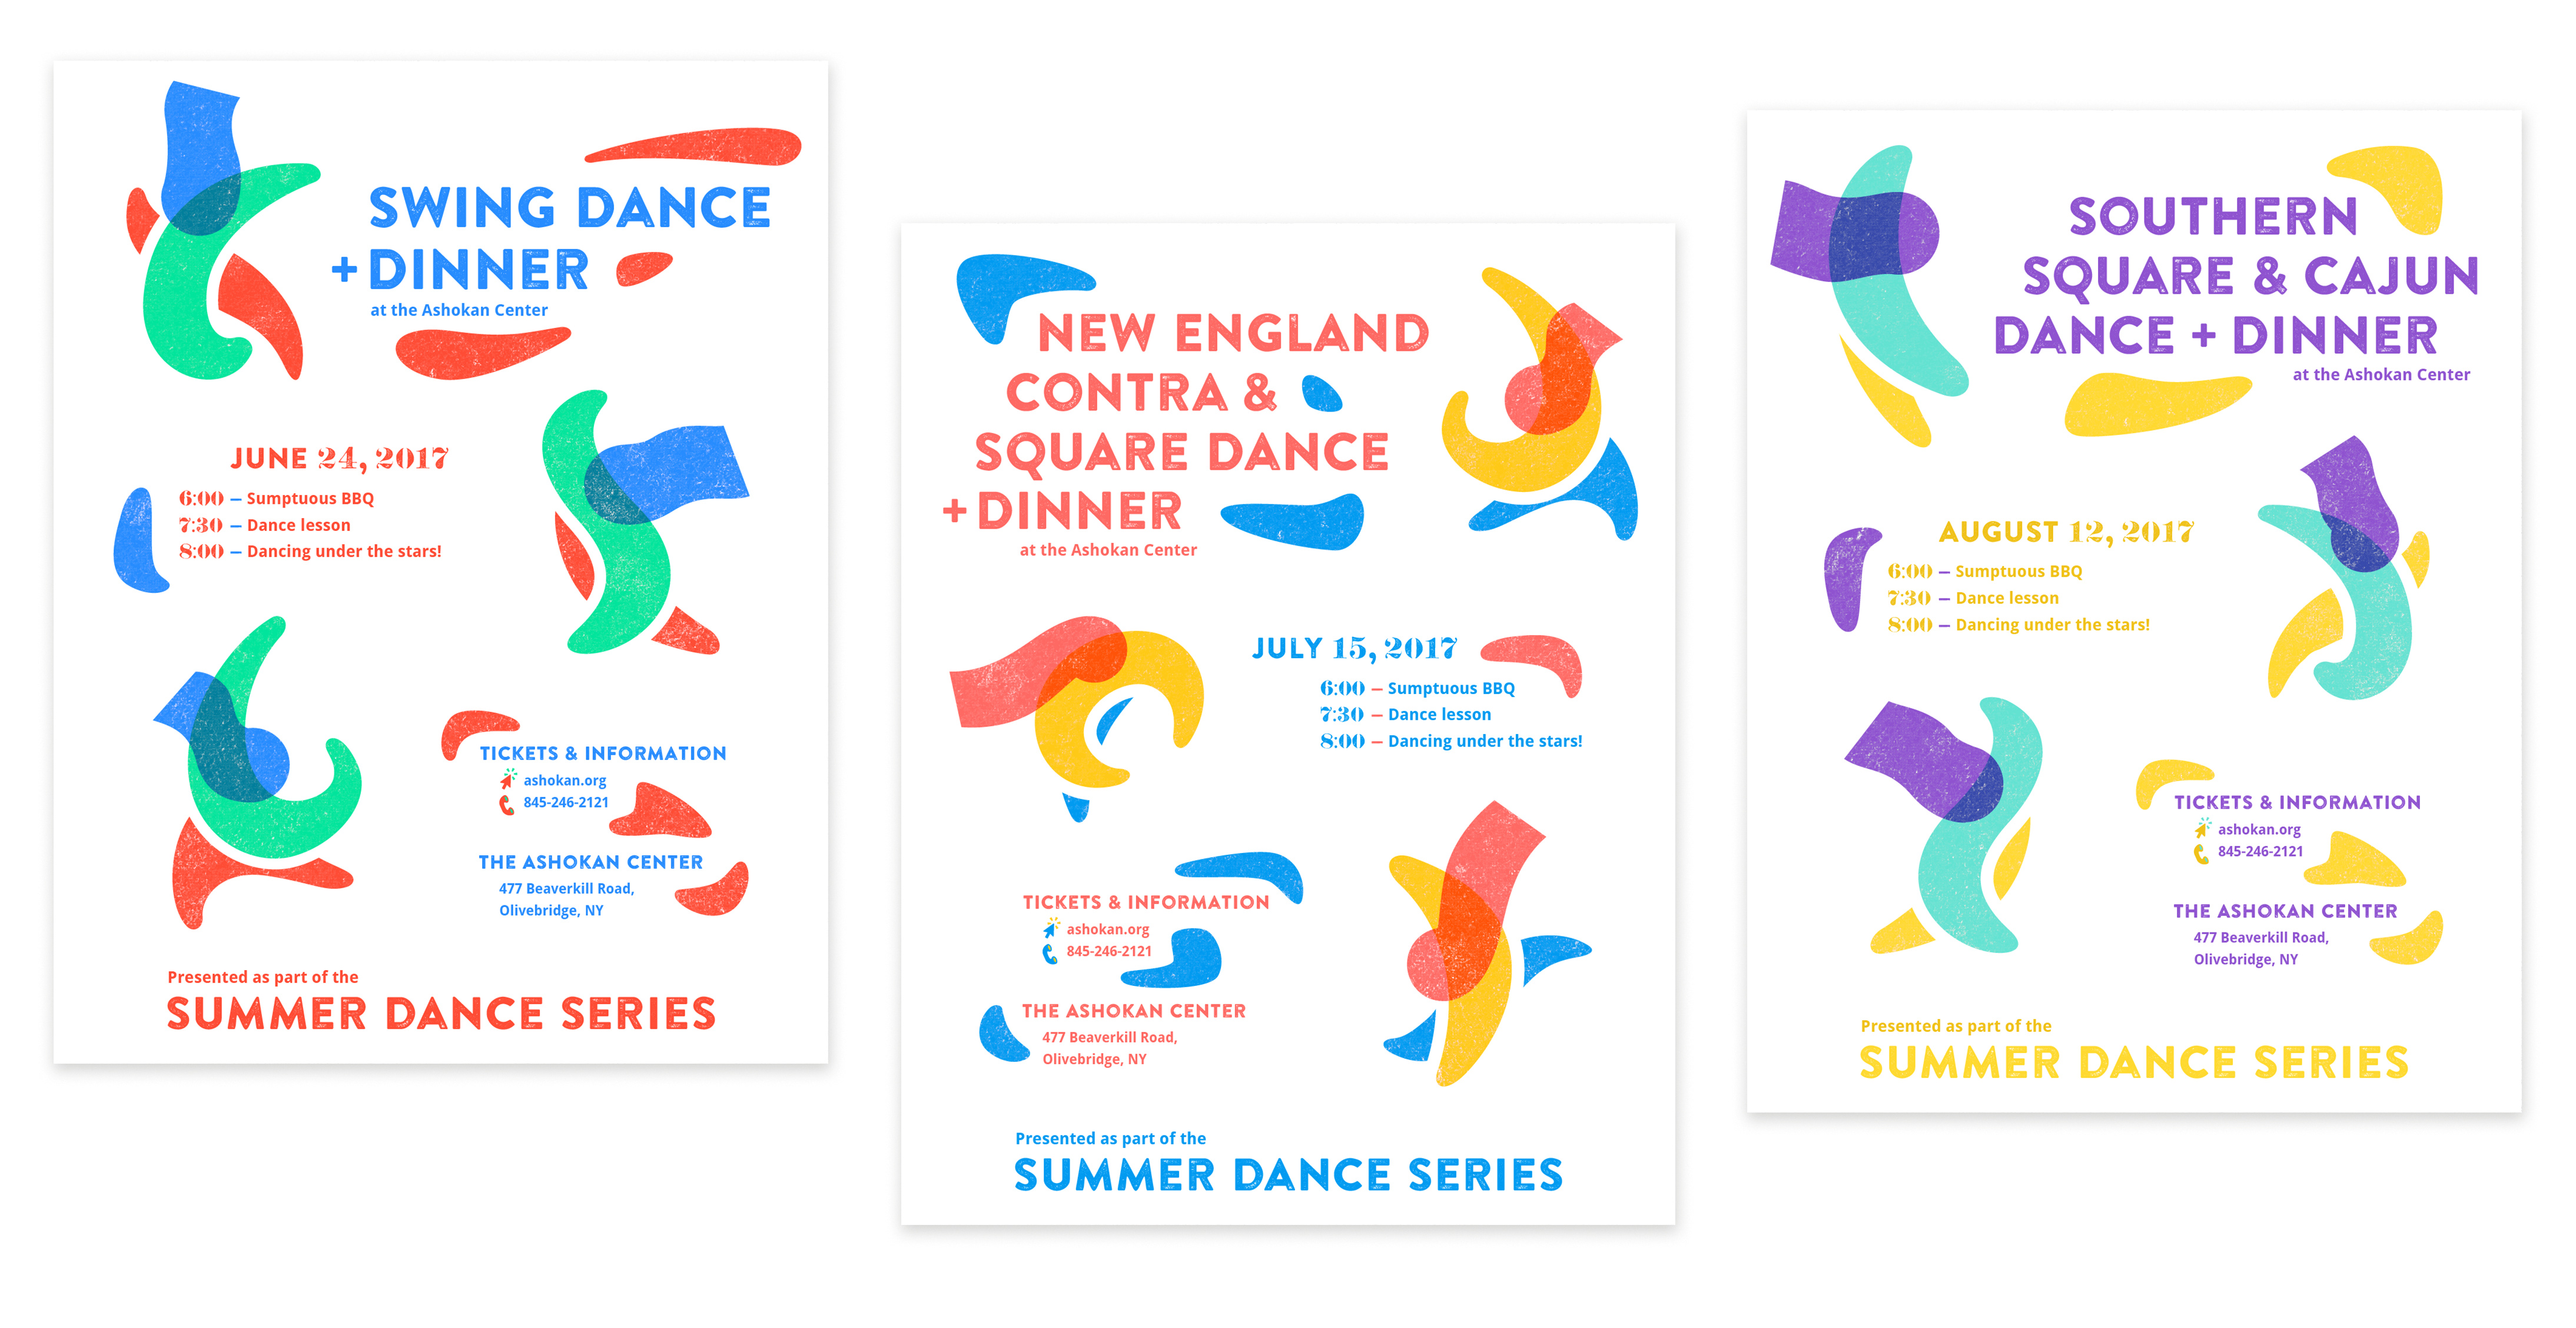 SWING DANCE
+ DINNER
at the Ashokan Center
JUNE 24, 2017
6:00 – Sumptuous BBQ
7:30 – Dance lesson
8:00 – Dancing under the stars!
TICKETS & INFORMATION
ashokan.org
845-246-2121
THE ASHOKAN CENTER
477 Beaverkill Road,
Olivebridge, NY
Presented as part of the
SUMMER DANCE SERIES
NEW ENGLAND
CONTRA &
SQUARE DANCE
+ DINNER
at the Ashokan Center
JULY 15, 2017
6:00 – Sumptuous BBQ
7:30 – Dance lesson
8:00 – Dancing under the stars!
TICKETS & INFORMATION
ashokan.org
845-246-2121
THE ASHOKAN CENTER
477 Beaverkill Road,
Olivebridge, NY
Presented as part of the
SUMMER DANCE SERIES
SOUTHERN
SQUARE & CAJUN
DANCE + DINNER
at the Ashokan Center
AUGUST 12, 2017
6:00 – Sumptuous BBQ
7:30 – Dance lesson
8:00 – Dancing under the stars!
TICKETS & INFORMATION
ashokan.org
845-246-2121
THE ASHOKAN CENTER
477 Beaverkill Road,
Olivebridge, NY
Presented as part of the
SUMMER DANCE SERIES